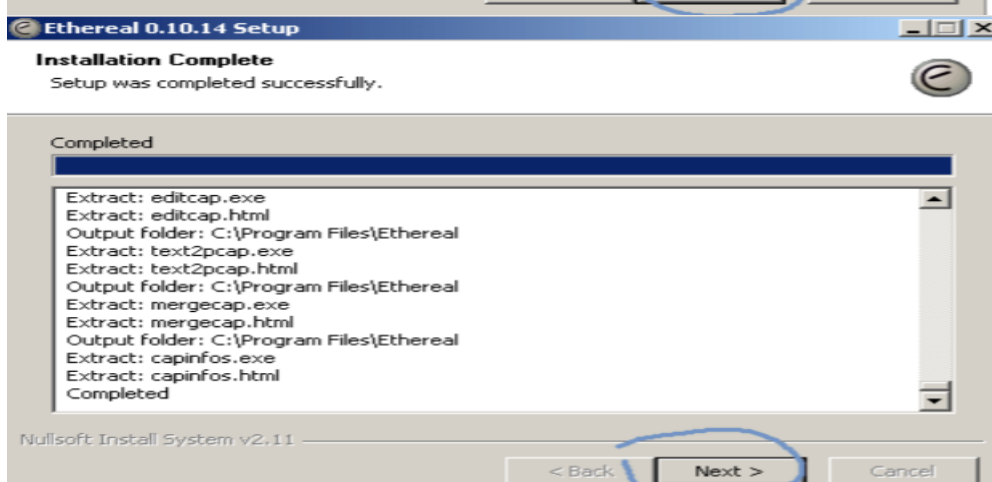 Ethereal 0.10.14 Setup
Installation Complete
Setup was completed successfully.
Completed
Extract: editcap.exe
Extract: editcap.html
Output folder: C:\Program Files\Ethereal
Extract: text2pcap.exe
Extract: text2pcap.html
Output folder: C:\Program Files\Ethereal
Extract: mergecap.exe
Extract: mergecap.html
Output folder: C:\Program Files\Ethereal
Extract: capinfos.exe
Extract: capinfos.html
Completed
Nullsoft Install System v2.11
< Back Next > Cancel